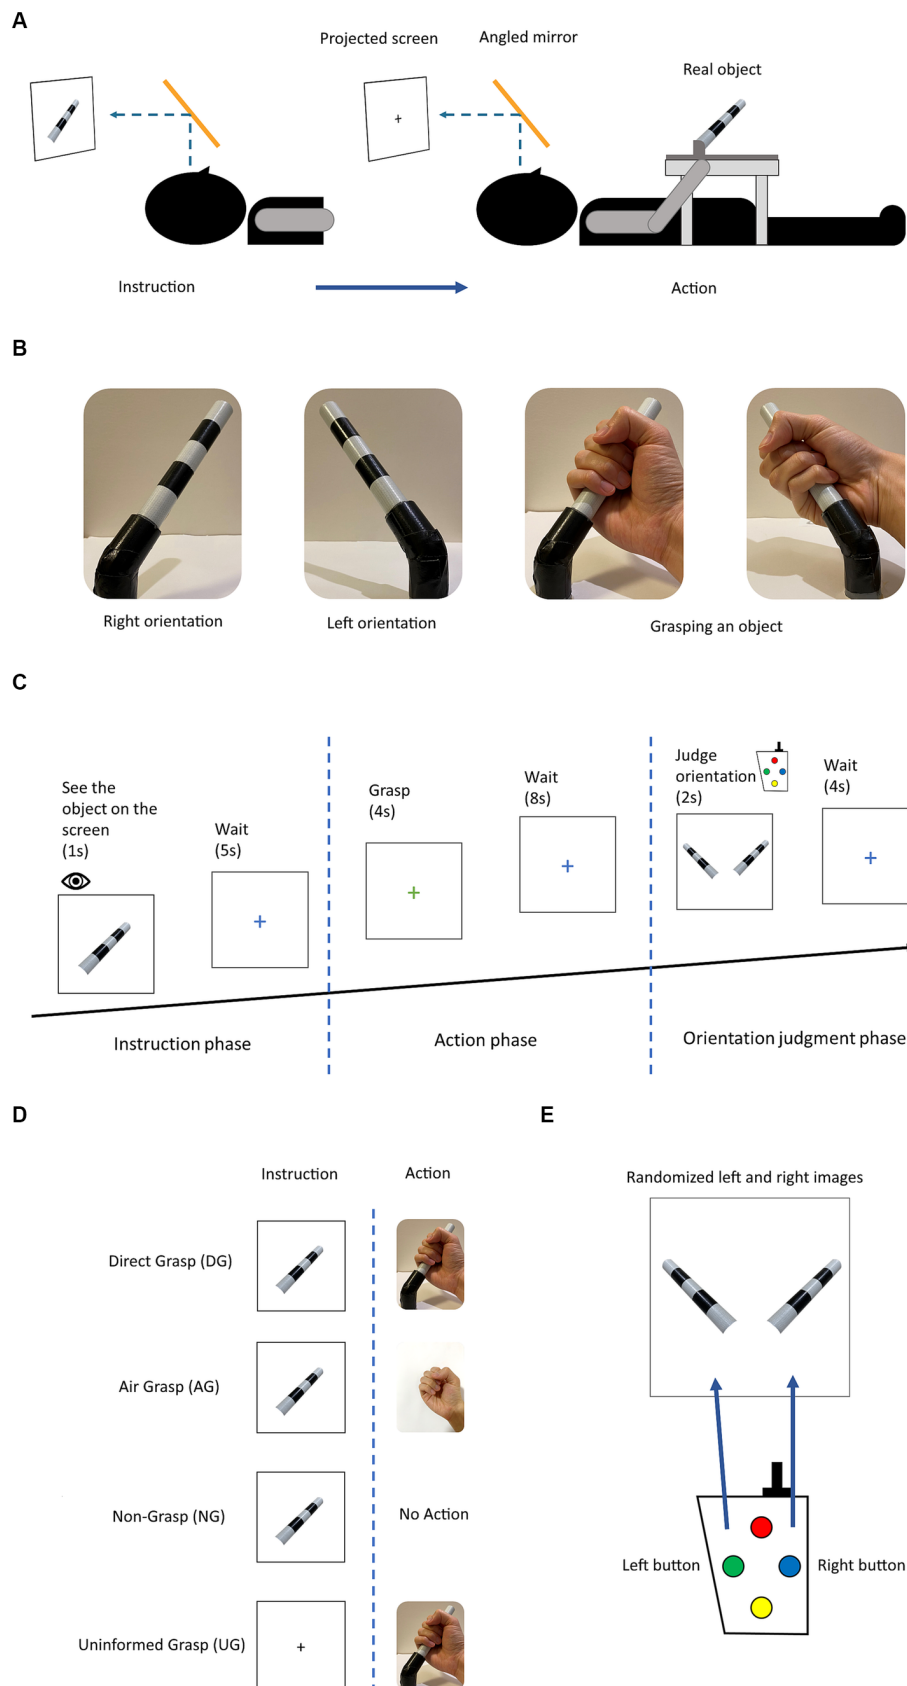 A
Projected screen
Angled mirror
Real object
Instruction
Action
B
Right orientation
Left orientation
Grasping an object
C
See the
object on the
screen
(1s)
Wait
(5s)
Grasp
(4s)
Wait
(8s)
Judge
orientation
(2s)
Wait
(4s)
Instruction phase
Action phase
Orientation judgment phase
D
Instruction
Action
Direct Grasp (DG)
Air Grasp (AG)
Non-Grasp (NG)
No Action
Uninformed Grasp (UG)
E
Randomized left and right images
Left button
Right button